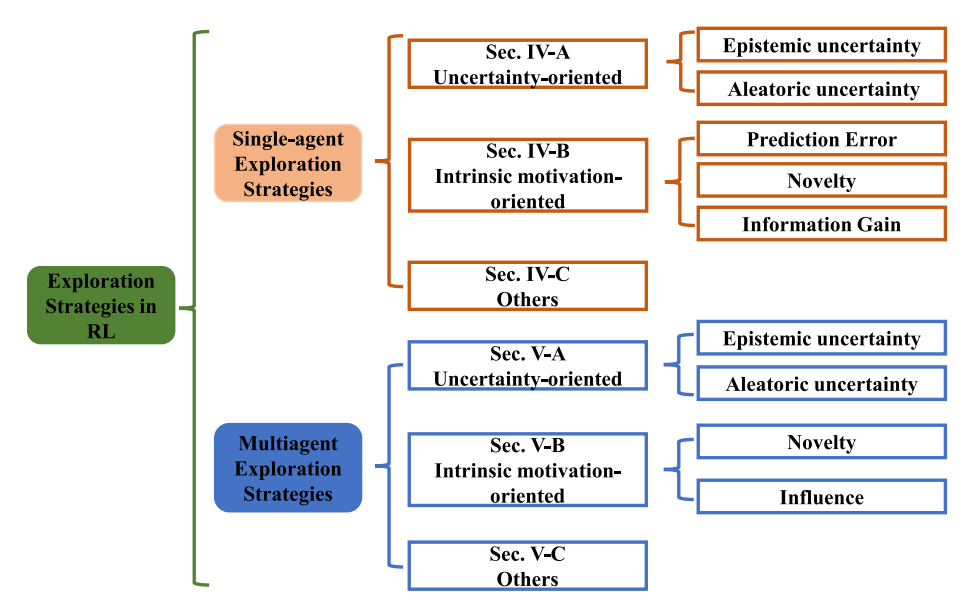 Exploration
Strategies in
RL
Single-agent
Exploration
Strategies
Sec. IV-A
Uncertainty-oriented
Epistemic uncertainty
Aleatoric uncertainty
Sec. IV-B
Intrinsic motivation-
oriented
Prediction Error
Novelty
Information Gain
Sec. IV-C
Others
Multiagent
Exploration
Strategies
Sec. V-A
Uncertainty-oriented
Epistemic uncertainty
Aleatoric uncertainty
Sec. V-B
Intrinsic motivation-
oriented
Novelty
Influence
Sec. V-C
Others